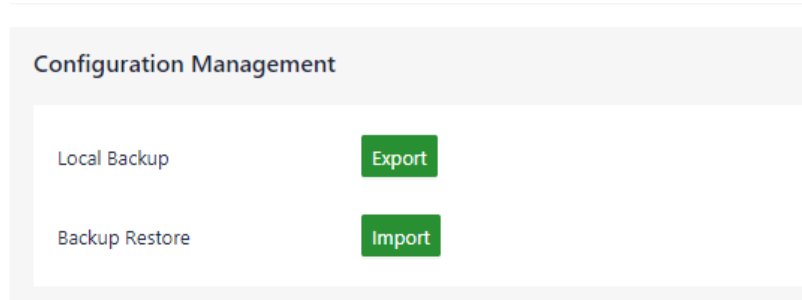 Configuration Management
Local Backup Export
Backup Restore Import